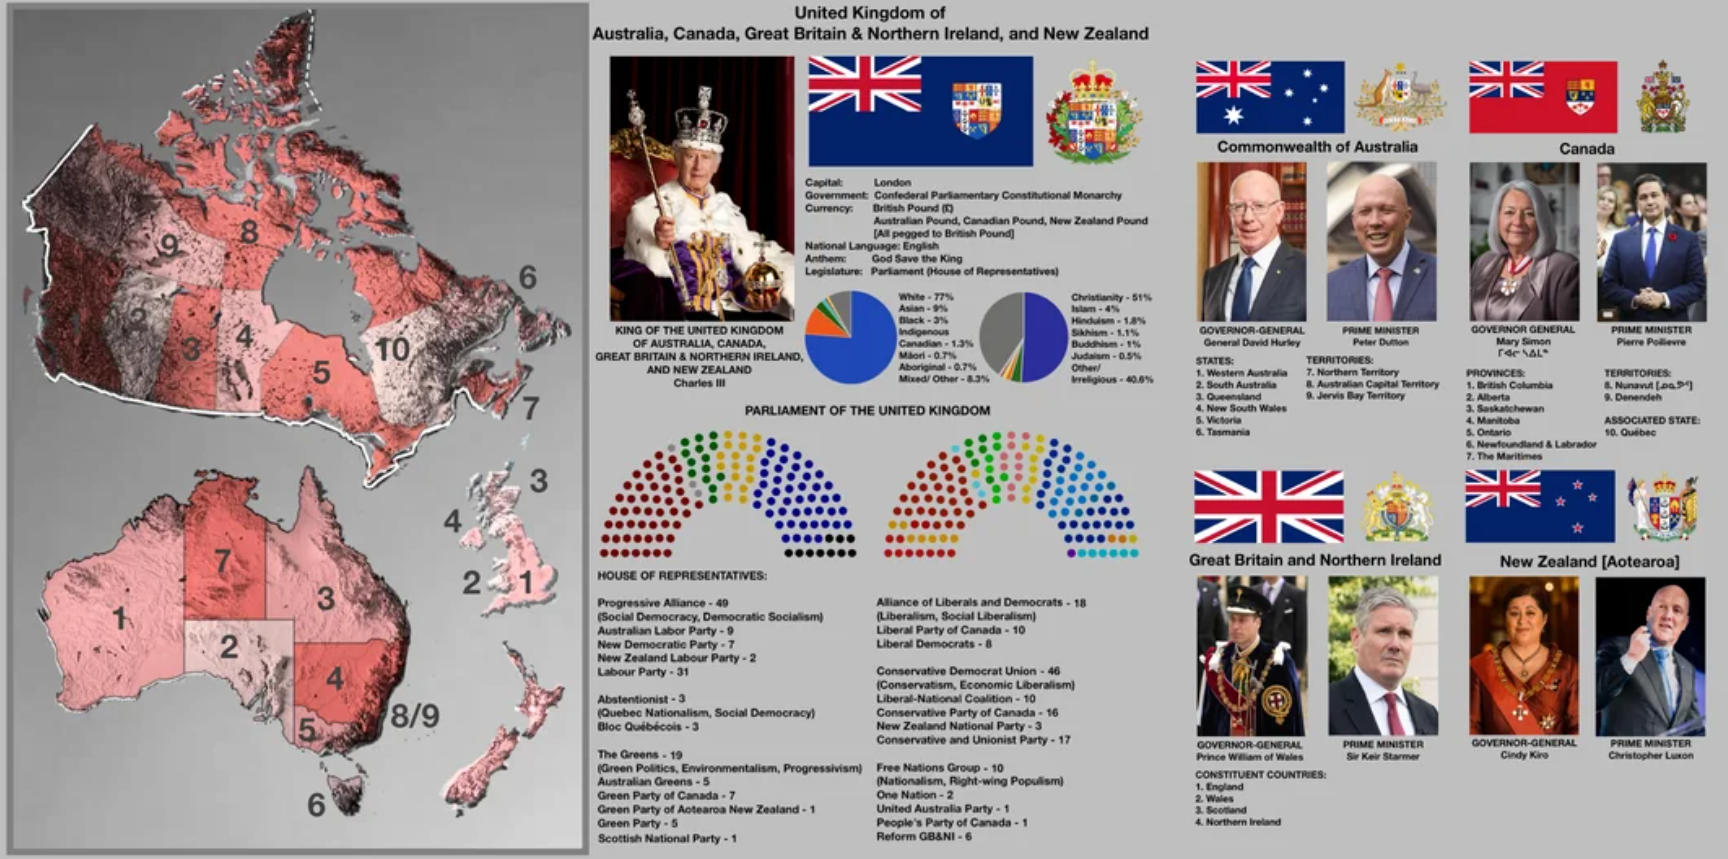 United Kingdom of
Australia, Canada, Great Britain & Northern Ireland, and New Zealand
KING OF THE UNITED KINGDOM
OF AUSTRALIA, CANADA,
GREAT BRITAIN & NORTHERN IRELAND,
AND NEW ZEALAND
Charles III
Capital: London
Government: Confederal Parliamentary Constitutional Monarchy
Currency: British Pound (£)
Australian Pound, Canadian Pound, New Zealand Pound
[All pegged to British Pound]
National Language: English
Anthem: God Save the King
Legislature: Parliament (House of Representatives)
White - 77%
Asian - 9%
Black - 3%
Indigenous
Canadian - 1.3%
Māori - 0.7%
Aboriginal - 0.7%
Mixed/ Other - 8.3%
Christianity - 51%
Islam - 4%
Hinduism - 1.8%
Sikhism - 1.1%
Buddhism - 1%
Judaism - 0.5%
Other/
Irreligious - 40.6%
PARLIAMENT OF THE UNITED KINGDOM
HOUSE OF REPRESENTATIVES:
Progressive Alliance - 49
(Social Democracy, Democratic Socialism)
Australian Labor Party - 9
New Democratic Party - 7
New Zealand Labour Party - 2
Labour Party - 31
Abstentionist - 3
(Quebec Nationalism, Social Democracy)
Bloc Québécois - 3
The Greens - 19
(Green Politics, Environmentalism, Progressivism)
Australian Greens - 5
Green Party of Canada - 7
Green Party of Aotearoa New Zealand - 1
Green Party - 5
Scottish National Party - 1
Alliance of Liberals and Democrats - 18
(Liberalism, Social Liberalism)
Liberal Party of Canada - 10
Liberal Democrats - 8
Conservative Democrat Union - 46
(Conservatism, Economic Liberalism)
Liberal-National Coalition - 10
Conservative Party of Canada - 16
New Zealand National Party - 3
Conservative and Unionist Party - 17
Free Nations Group - 10
(Nationalism, Right-wing Populism)
One Nation - 2
United Australia Party - 1
People's Party of Canada - 1
Reform GB&NI - 6
Commonwealth of Australia
GOVERNOR-GENERAL
General David Hurley
PRIME MINISTER
Peter Dutton
STATES:
1. Western Australia
2. South Australia
3. Queensland
4. New South Wales
5. Victoria
6. Tasmania
TERRITORIES:
7. Northern Territory
8. Australian Capital Territory
9. Jervis Bay Territory
Canada
GOVERNOR GENERAL
Mary Simon
PRIME MINISTER
Pierre Poilievre
PROVINCES:
1. British Columbia
2. Alberta
3. Saskatchewan
4. Manitoba
5. Ontario
6. Newfoundland & Labrador
7. The Maritimes
TERRITORIES:
8. Nunavut [ᓄᓇᕗᑦ]
9. Denendeh
ASSOCIATED STATE:
10. Québec
Great Britain and Northern Ireland
GOVERNOR-GENERAL
Prince William of Wales
PRIME MINISTER
Sir Keir Starmer
CONSTITUENT COUNTRIES:
1. England
2. Wales
3. Scotland
4. Northern Ireland
New Zealand [Aotearoa]
GOVERNOR-GENERAL
Cindy Kiro
PRIME MINISTER
Christopher Luxon
9
8
6
2
3
4
5
10
7
3
4
2
1
1
7
3
2
4
5
8/9
6